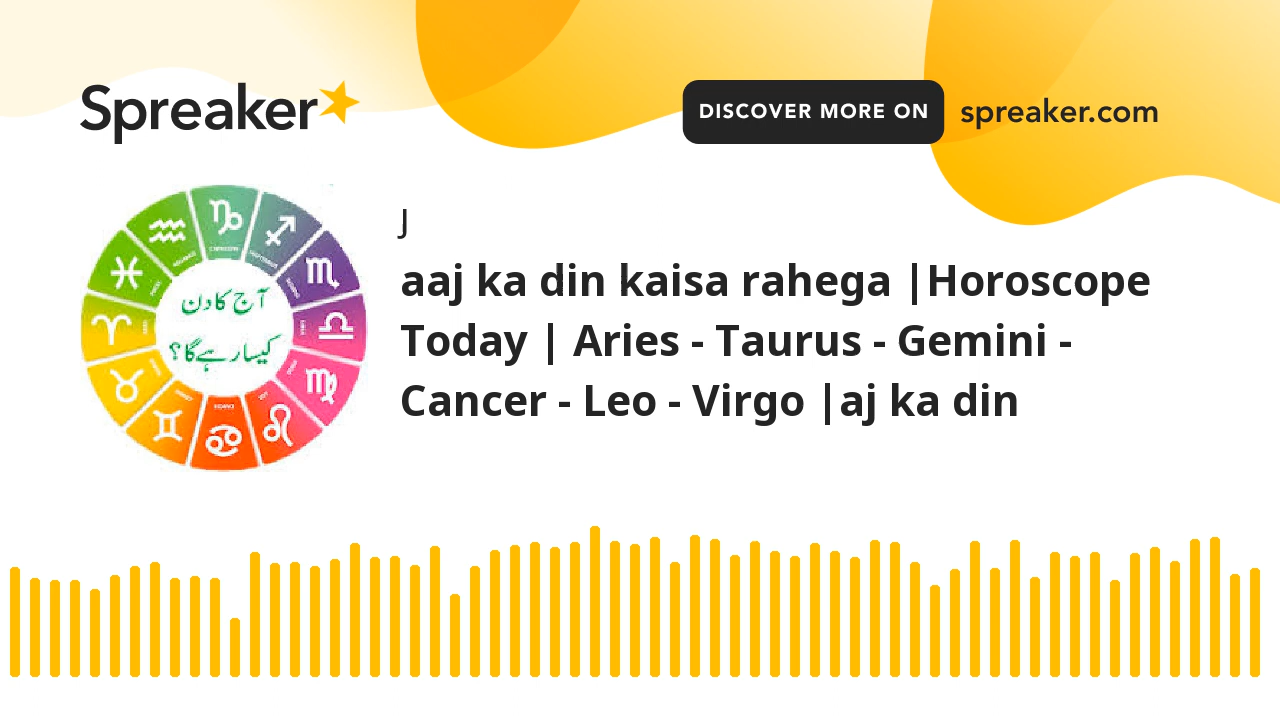 Spreaker
DISCOVER MORE ON
spreaker.com
J
aaj ka din kaisa rahega |Horoscope
Today | Aries - Taurus - Gemini -
Cancer - Leo - Virgo |aj ka din
آج کا دن
کیسا رہے گا؟